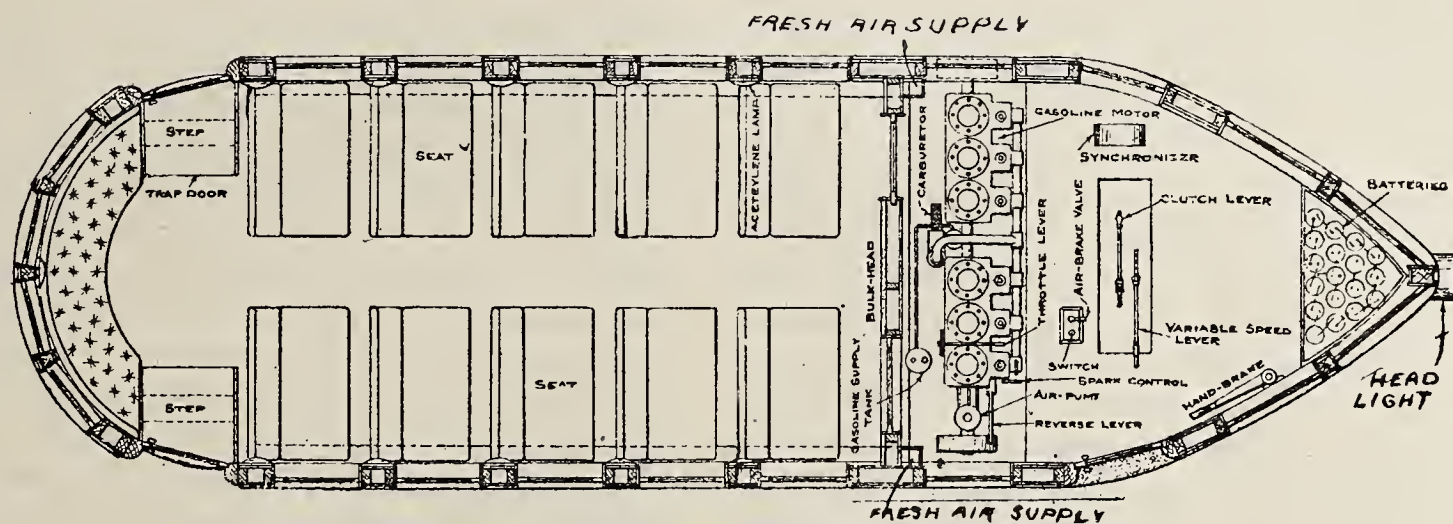 FRESH AIR SUPPLY
STEP
TRAP DOOR
SEAT
ACETEYLENE LAMP
CARBURETOR
GASOLINE MOTOR
SYNCHRONIZER
BATTERIES
CLUTCH LEVER
AIR-BRAKE VALVE
THROTTLE LEVER
BULK-HEAD
VARIABLE SPEED
LEVER
GASOLINE SUPPLY
TANK
SWITCH
SPARK CONTROL
HAND-BRAKE
HEAD
LIGHT
STEP
SEAT
AIR-PUMP
REVERSE LEVER
FRESH AIR SUPPLY